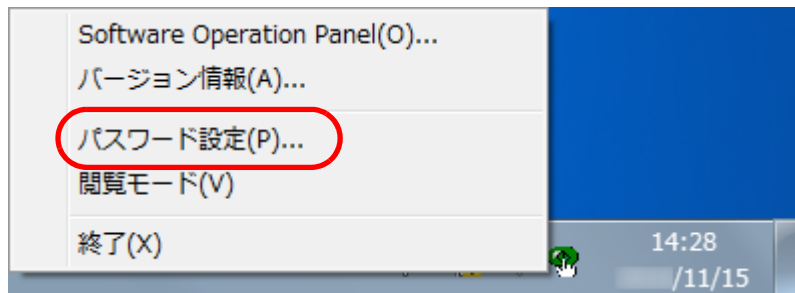 Software Operation Panel(O)...
バージョン情報(A)...
パスワード設定(P)...
閲覧モード(V)
終了(X)
14:28
/11/15